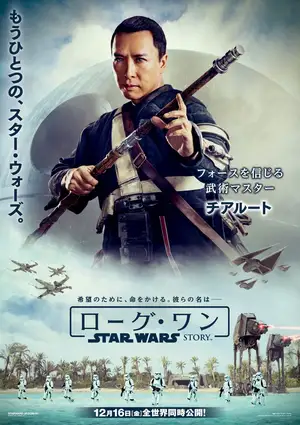 もうひとつの、スター・ウォーズ。
フォースを信じる
武術マスター
チアルート
希望のために、命をかける。彼らの名は──
ローグ・ワン
STAR WARS STORY
12月16日[金]全世界同時公開!